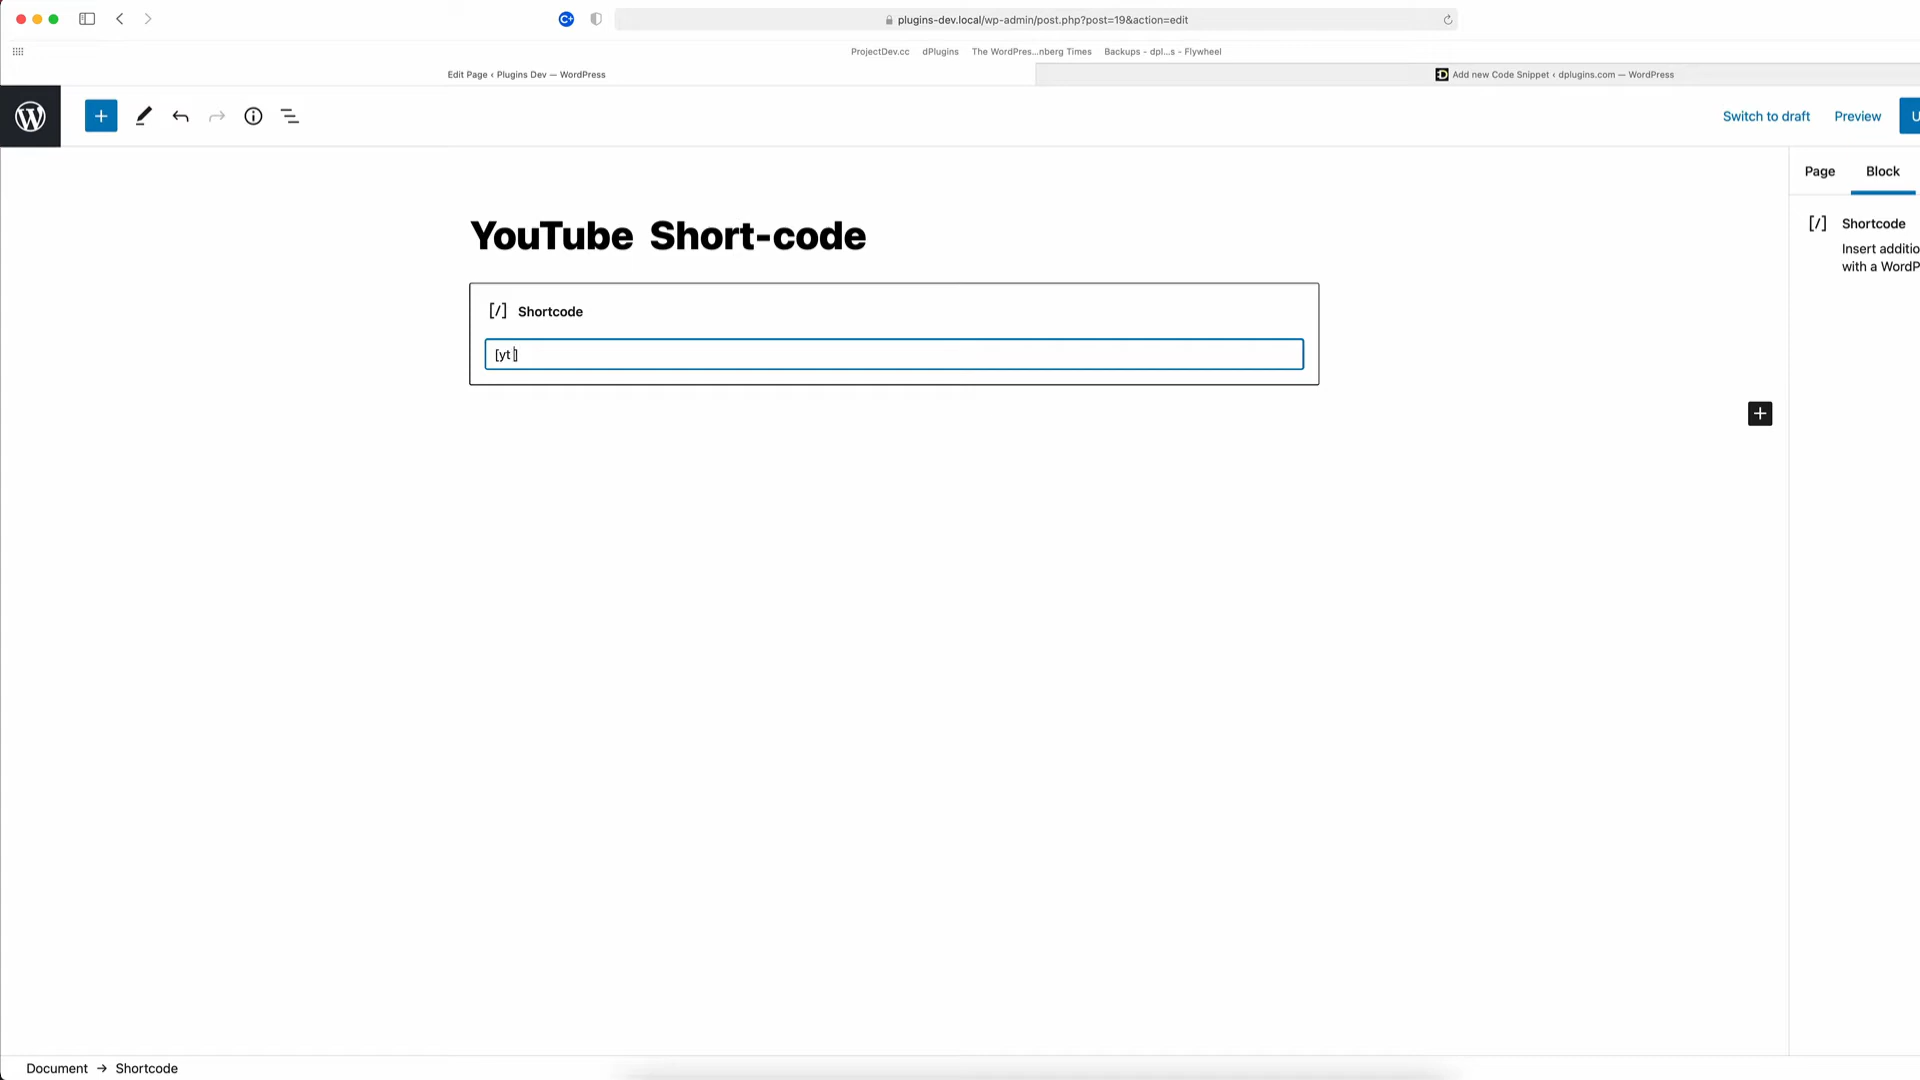 plugins-dev.local/wp-admin/post.php?post=19&action=edit
ProjectDev.cc dPlugins The WordPres...nberg Times Backups - dpl...s - Flywheel
Edit Page ‹ Plugins Dev — WordPress
Add new Code Snippet ‹ dplugins.com — WordPress
Switch to draft
Preview
U
Page
Block
YouTube Short-code
[/] Shortcode
[yt ]
[/] Shortcode
Insert additio
with a WordP
Document → Shortcode